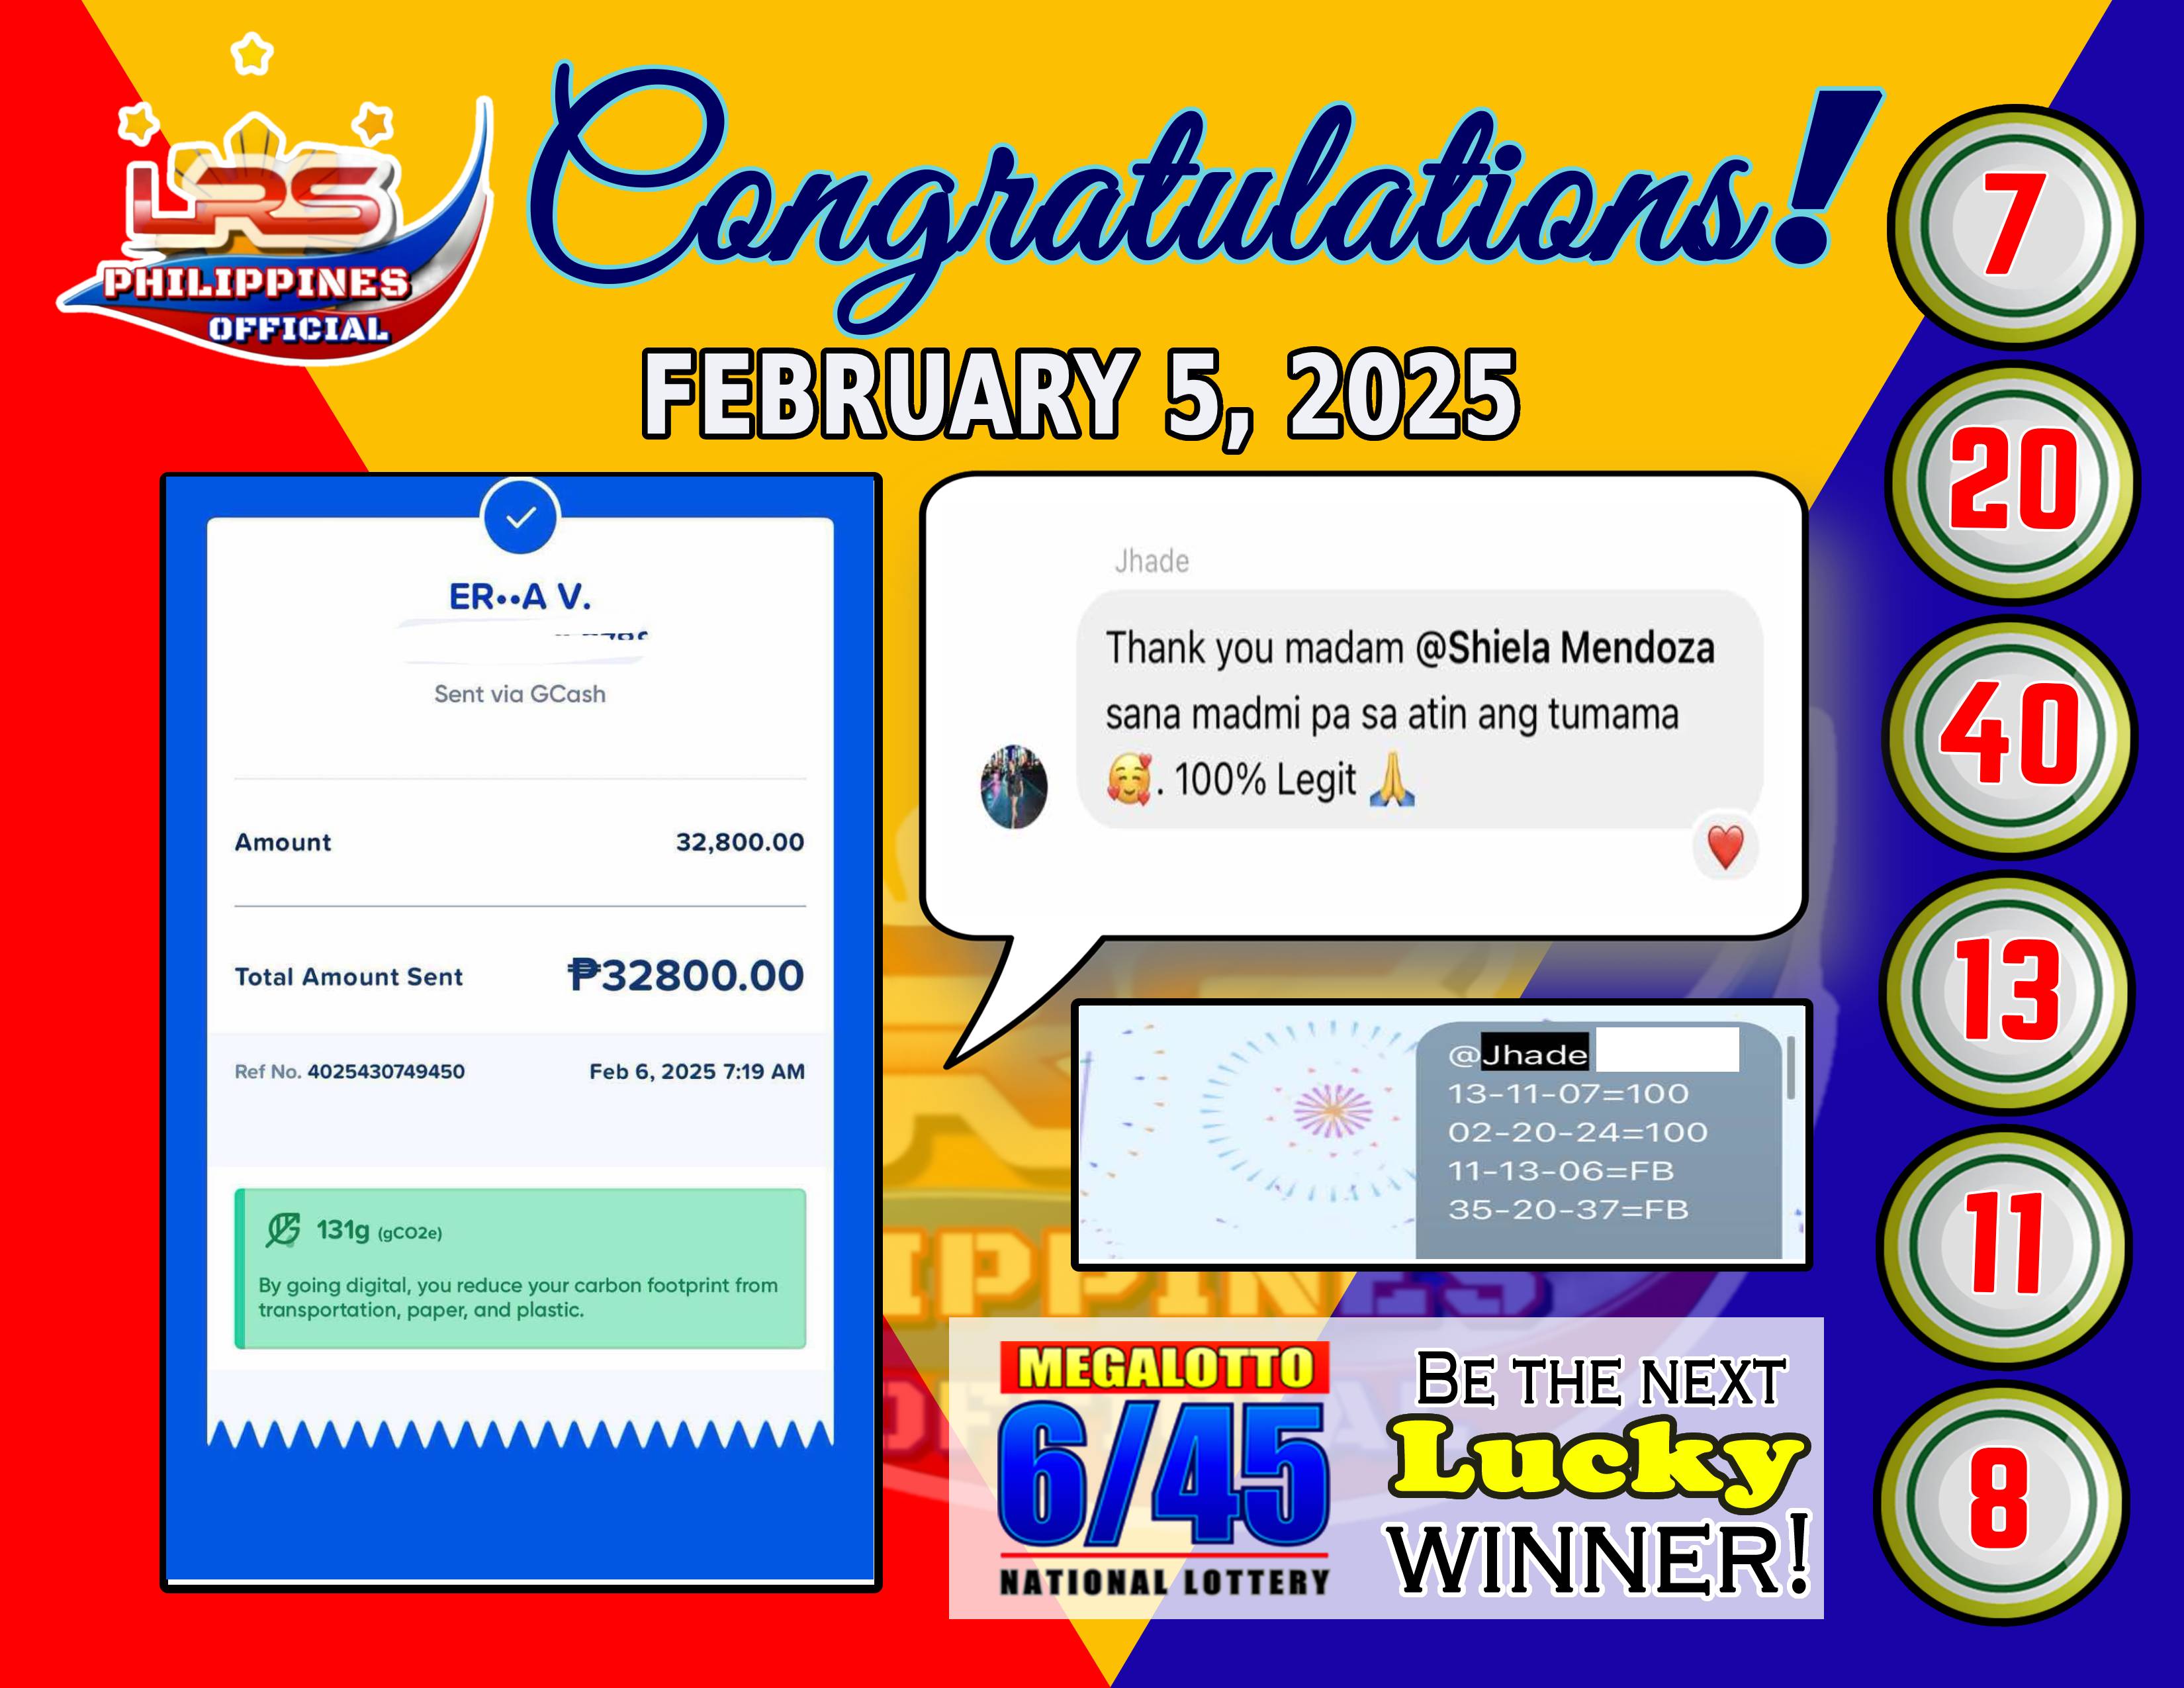 LRS
PHILIPPINES
OFFICIAL
Congratulations!
FEBRUARY 5, 2025
ER••A V.
Sent via GCash
Amount 32,800.00
Total Amount Sent ₱32800.00
Ref No. 4025430749450 Feb 6, 2025 7:19 AM
131g (gCO2e)
By going digital, you reduce your carbon footprint from
transportation, paper, and plastic.
Jhade
Thank you madam @Shiela Mendoza
sana madmi pa sa atin ang tumama
🥰. 100% Legit 🙏
@Jhade
13-11-07=100
02-20-24=100
11-13-06=FB
35-20-37=FB
MEGALOTTO
6/45
NATIONAL LOTTERY
BE THE NEXT
Lucky
WINNER!
7
20
40
13
11
8